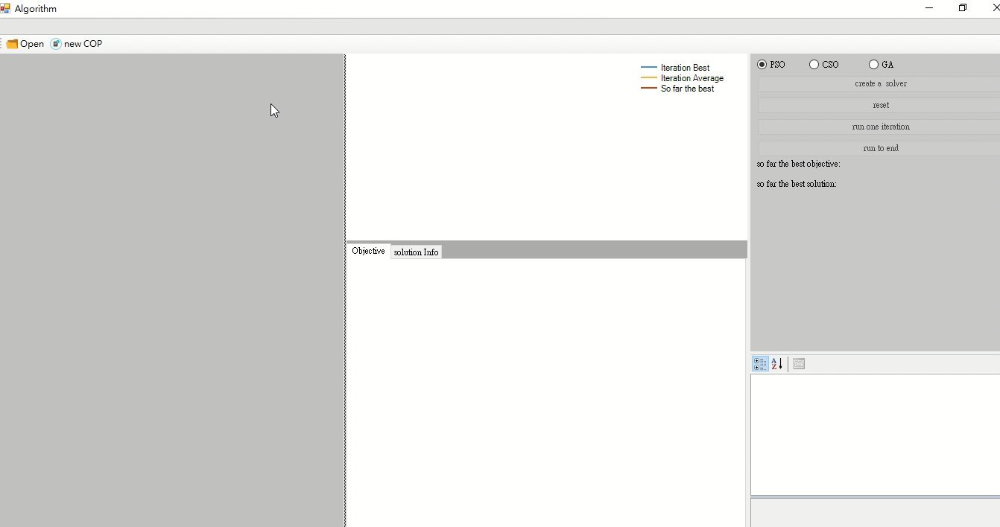 Algorithm
Open new COP
Iteration Best
Iteration Average
So far the best
PSO CSO GA
create a solver
reset
run one iteration
run to end
so far the best objective:
so far the best solution:
Objective solution Info
A
Z